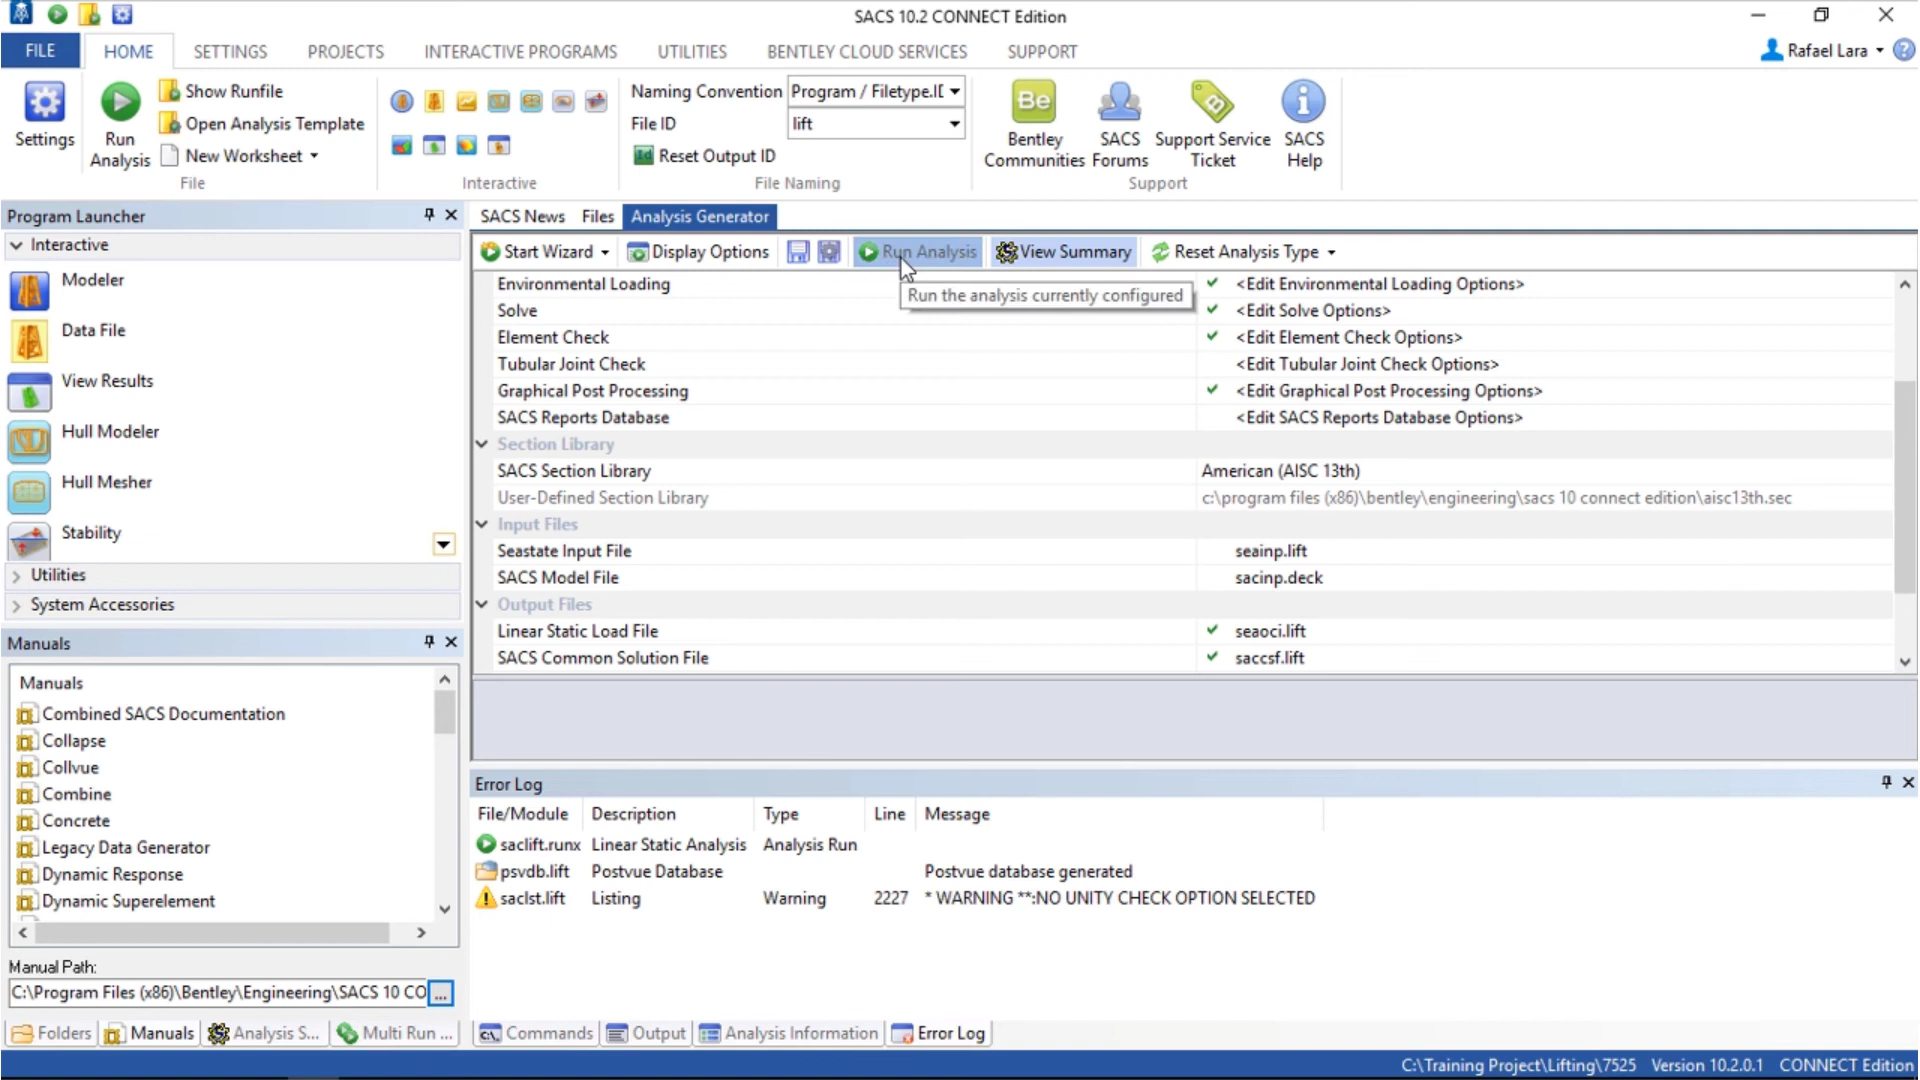 SACS 10.2 CONNECT Edition
FILE HOME SETTINGS PROJECTS INTERACTIVE PROGRAMS UTILITIES BENTLEY CLOUD SERVICES SUPPORT Rafael Lara
Settings
Run Analysis
Show Runfile
Open Analysis Template
New Worksheet
File
Interactive
Naming Convention Program / Filetype.IC
File ID lift
Reset Output ID
File Naming
Be
Bentley Communities
SACS Forums
Support Service Ticket
SACS Help
Support
Program Launcher
Interactive
Modeler
Data File
View Results
Hull Modeler
Hull Mesher
Stability
Utilities
System Accessories
Manuals
Manuals
Combined SACS Documentation
Collapse
Collvue
Combine
Concrete
Legacy Data Generator
Dynamic Response
Dynamic Superelement
Manual Path:
C:\Program Files (x86)\Bentley\Engineering\SACS 10 CO ...
Folders Manuals Analysis S... Multi Run ...
SACS News Files Analysis Generator
Start Wizard Display Options Run Analysis View Summary Reset Analysis Type
Environmental Loading <Edit Environmental Loading Options>
Run the analysis currently configured
Solve <Edit Solve Options>
Element Check <Edit Element Check Options>
Tubular Joint Check <Edit Tubular Joint Check Options>
Graphical Post Processing <Edit Graphical Post Processing Options>
SACS Reports Database <Edit SACS Reports Database Options>
Section Library
SACS Section Library American (AISC 13th)
User-Defined Section Library c:\program files (x86)\bentley\engineering\sacs 10 connect edition\aisc13th.sec
Input Files
Seastate Input File seainp.lift
SACS Model File sacinp.deck
Output Files
Linear Static Load File seaoci.lift
SACS Common Solution File saccsf.lift
Error Log
File/Module Description Type Line Message
saclift.runx Linear Static Analysis Analysis Run
psvdb.lift Postvue Database Postvue database generated
saclst.lift Listing Warning 2227 * WARNING **:NO UNITY CHECK OPTION SELECTED
Commands Output Analysis Information Error Log
C:\Training Project\Lifting\7525 Version 10.2.0.1 CONNECT Edition